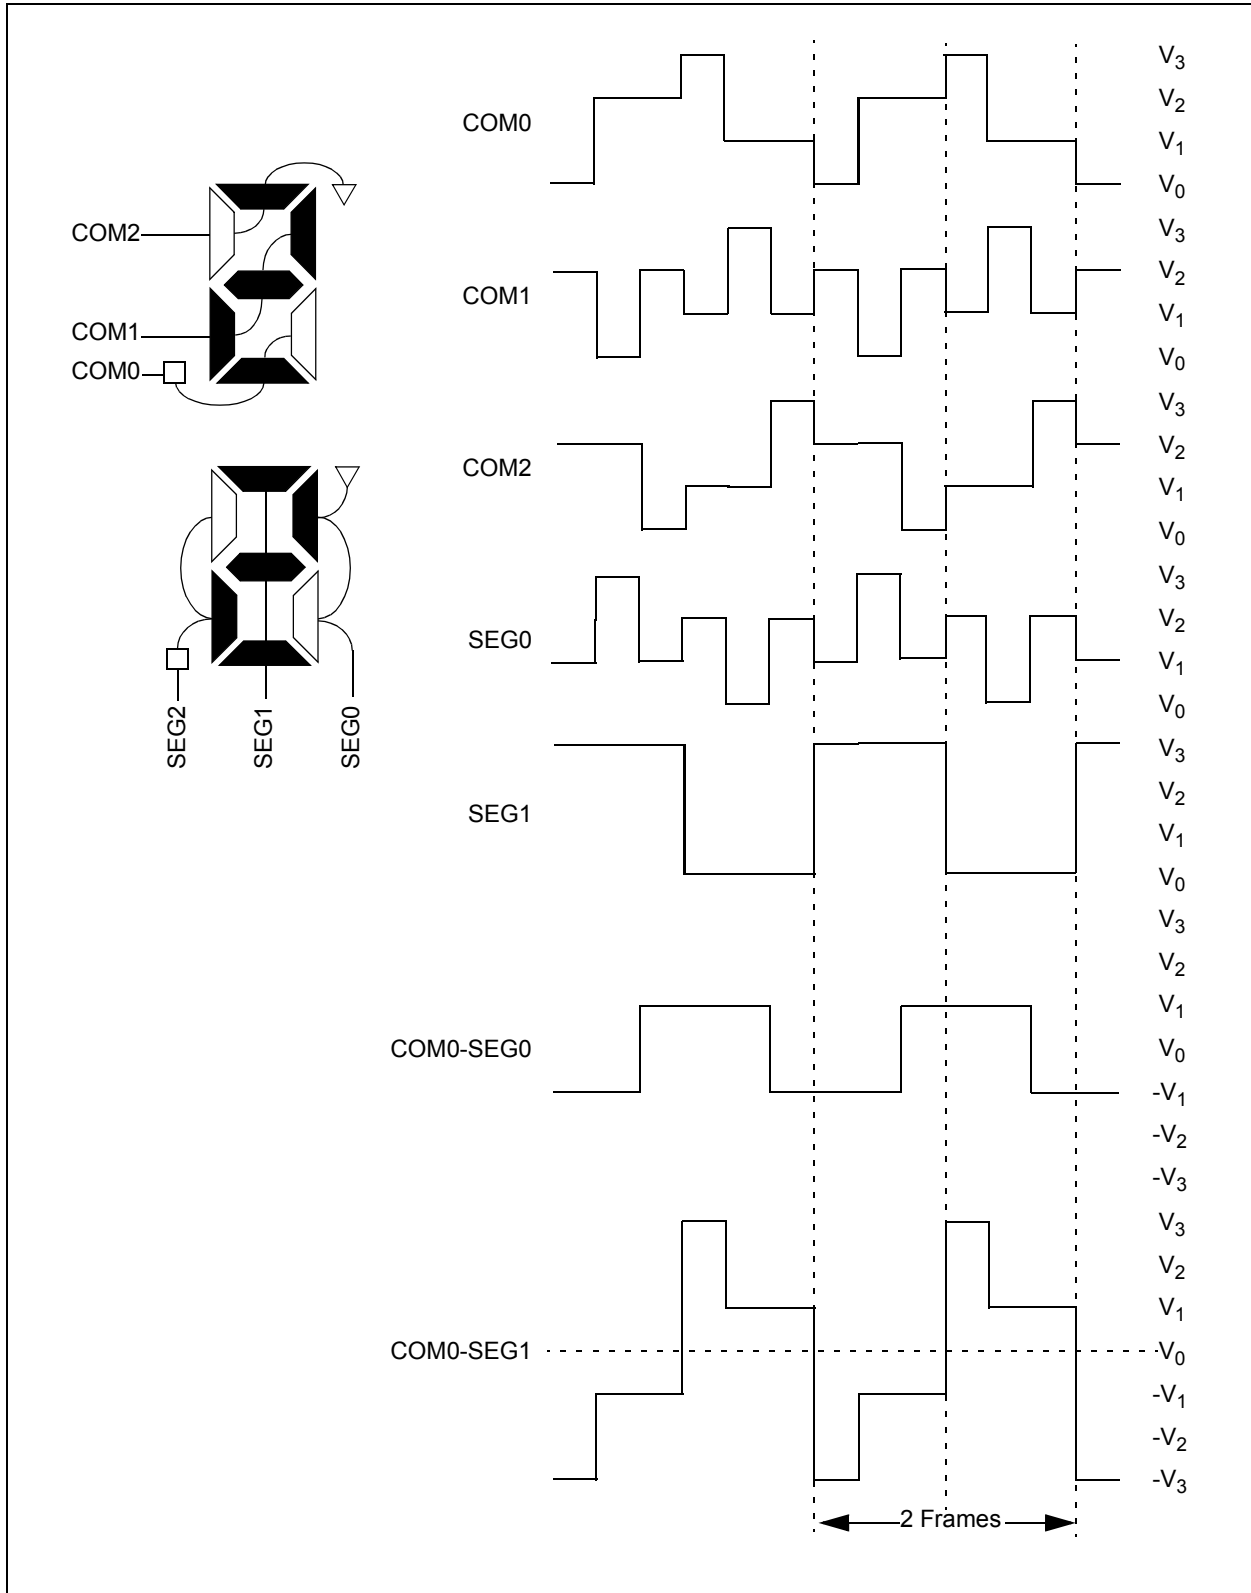 COM2
COM1
COM0
SEG2
SEG1
SEG0
COM0
V3
V2
V1
V0
COM1
V3
V2
V1
V0
COM2
V3
V2
V1
V0
SEG0
V3
V2
V1
V0
SEG1
V3
V2
V1
V0
COM0-SEG0
V3
V2
V1
V0
-V1
-V2
-V3
COM0-SEG1
V3
V2
V1
V0
-V1
-V2
-V3
2 Frames